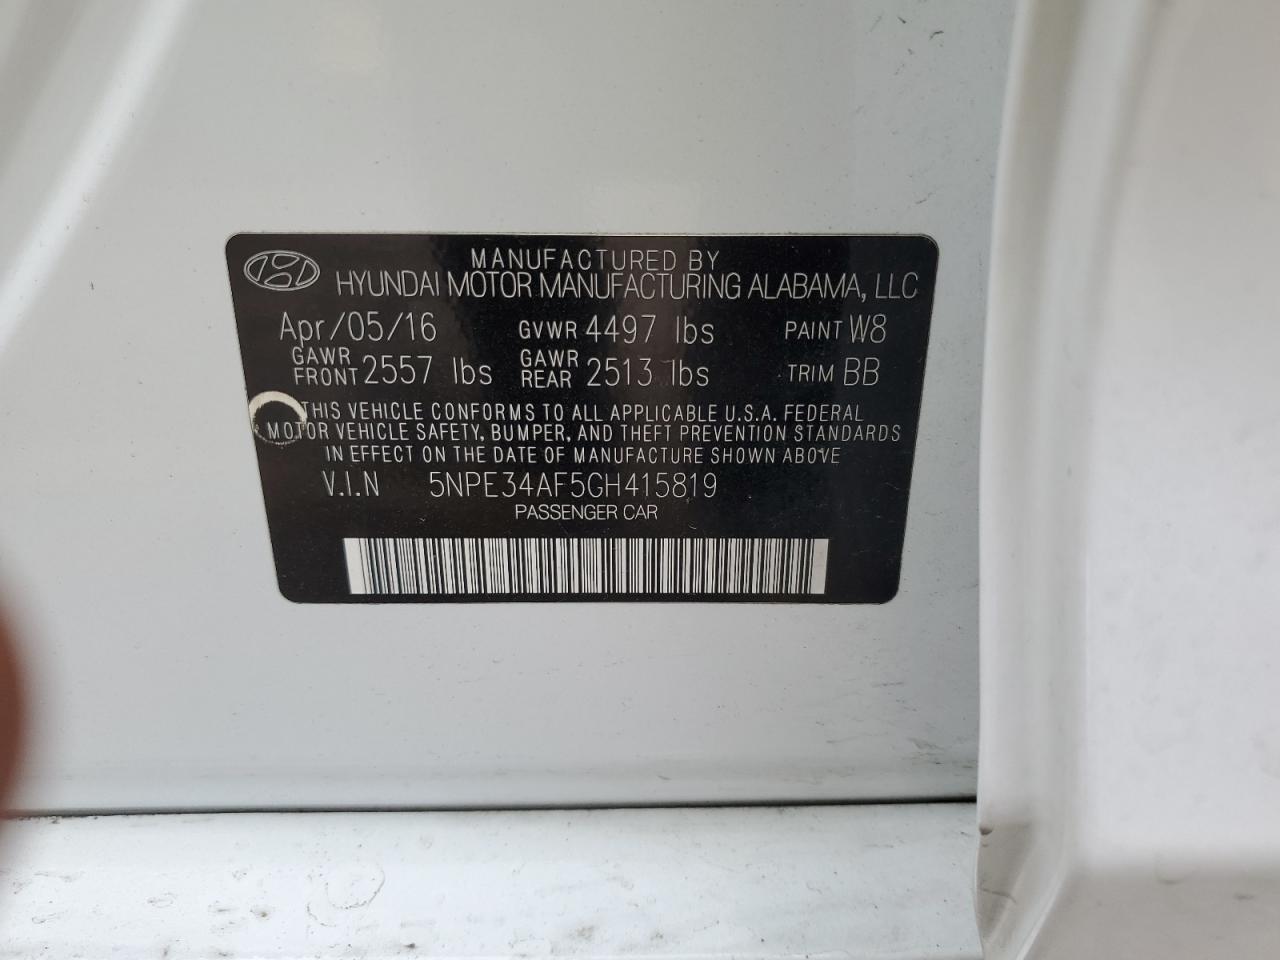 MANUFACTURED BY
HYUNDAI MOTOR MANUFACTURING ALABAMA, LLC
Apr/05/16 GVWR 4497 lbs PAINT W8
GAWR FRONT 2557 lbs GAWR REAR 2513 lbs TRIM BB
THIS VEHICLE CONFORMS TO ALL APPLICABLE U.S.A. FEDERAL
MOTOR VEHICLE SAFETY, BUMPER, AND THEFT PREVENTION STANDARDS
IN EFFECT ON THE DATE OF MANUFACTURE SHOWN ABOVE
V.I.N 5NPE34AF5GH415819
PASSENGER CAR